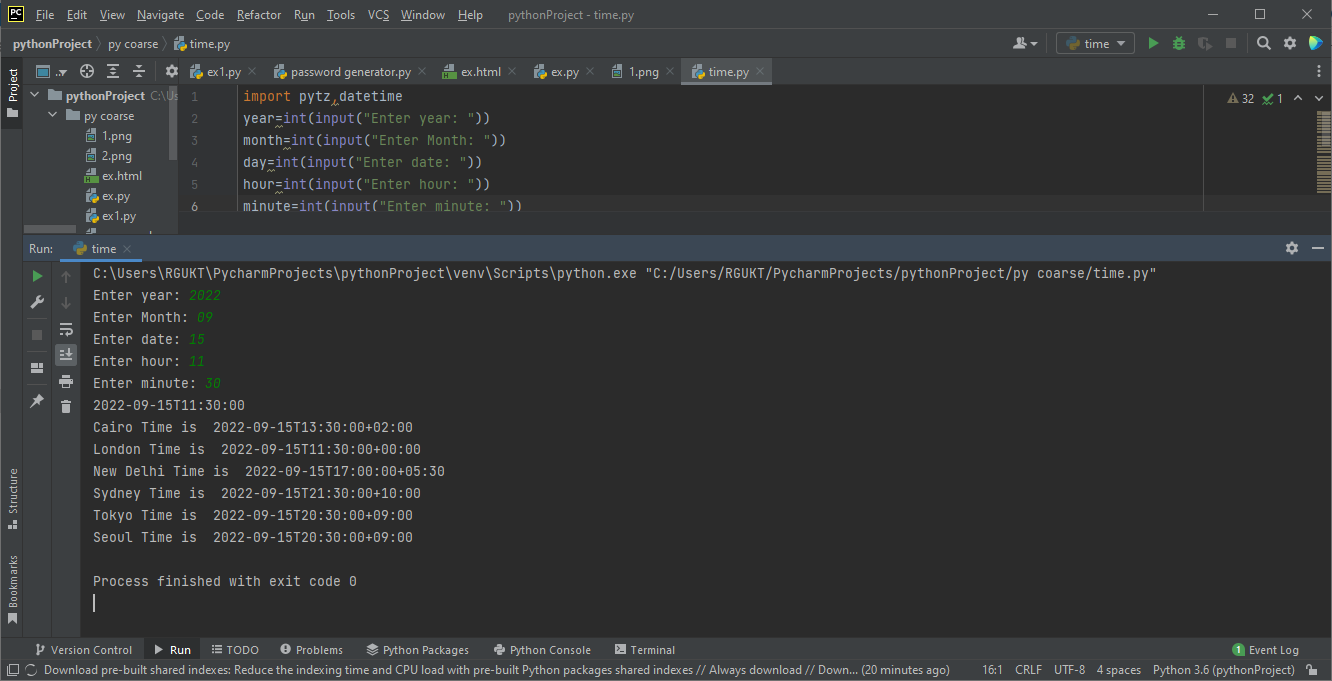 File Edit View Navigate Code Refactor Run Tools VCS Window Help pythonProject - time.py
pythonProject py coarse time.py time
Project
ex1.py password generator.py ex.html ex.py 1.png time.py
pythonProject C:\Us
py coarse
1.png
2.png
ex.html
ex.py
ex1.py
1 import pytz,datetime
2 year=int(input("Enter year: "))
3 month=int(input("Enter Month: "))
4 day=int(input("Enter date: "))
5 hour=int(input("Enter hour: "))
6 minute=int(input("Enter minute: "))
32 1
Run: time
C:\Users\RGUKT\PycharmProjects\pythonProject\venv\Scripts\python.exe "C:/Users/RGUKT/PycharmProjects/pythonProject/py coarse/time.py"
Enter year: 2022
Enter Month: 09
Enter date: 15
Enter hour: 11
Enter minute: 30
2022-09-15T11:30:00
Cairo Time is  2022-09-15T13:30:00+02:00
London Time is  2022-09-15T11:30:00+00:00
New Delhi Time is  2022-09-15T17:00:00+05:30
Sydney Time is  2022-09-15T21:30:00+10:00
Tokyo Time is  2022-09-15T20:30:00+09:00
Seoul Time is  2022-09-15T20:30:00+09:00
Process finished with exit code 0
Structure
Bookmarks
Version Control Run TODO Problems Python Packages Python Console Terminal 1 Event Log
Download pre-built shared indexes: Reduce the indexing time and CPU load with pre-built Python packages shared indexes // Always download // Down... (20 minutes ago) 16:1 CRLF UTF-8 4 spaces Python 3.6 (pythonProject)